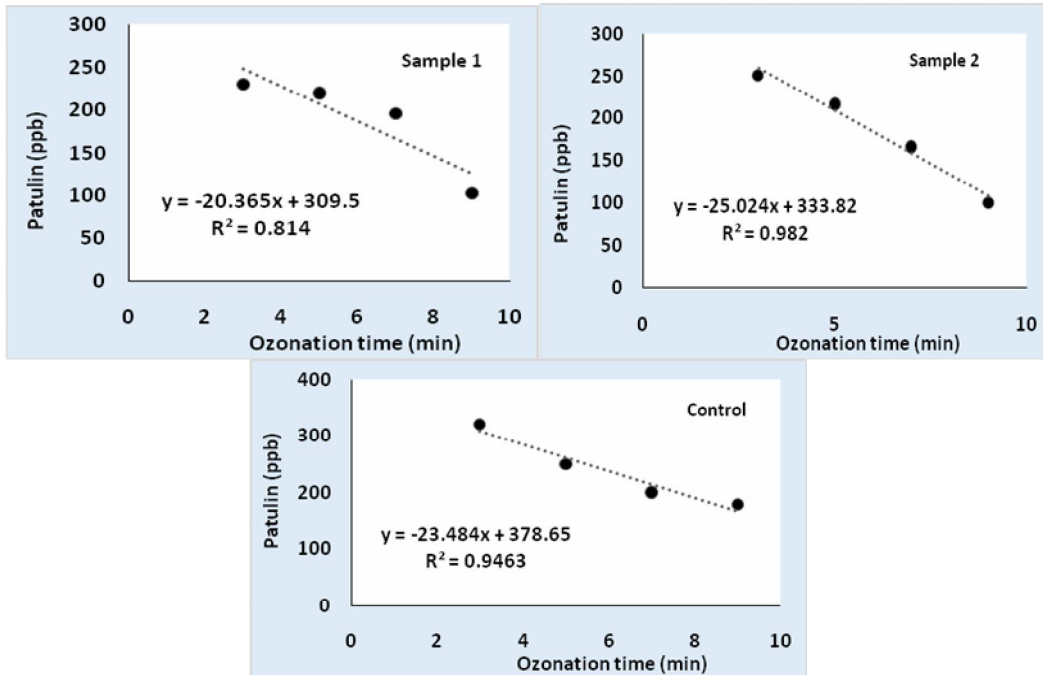 300
250
200
150
100
50
0
Patulin (ppb)
Sample 1
y = -20.365x + 309.5
R² = 0.814
0 2 4 6 8 10
Ozonation time (min)
300
250
200
150
100
50
0
Patulin (ppb)
Sample 2
y = -25.024x + 333.82
R² = 0.982
0 5 10
Ozonation time (min)
400
300
200
100
0
Patulin (ppb)
Control
y = -23.484x + 378.65
R² = 0.9463
0 2 4 6 8 10
Ozonation time (min)